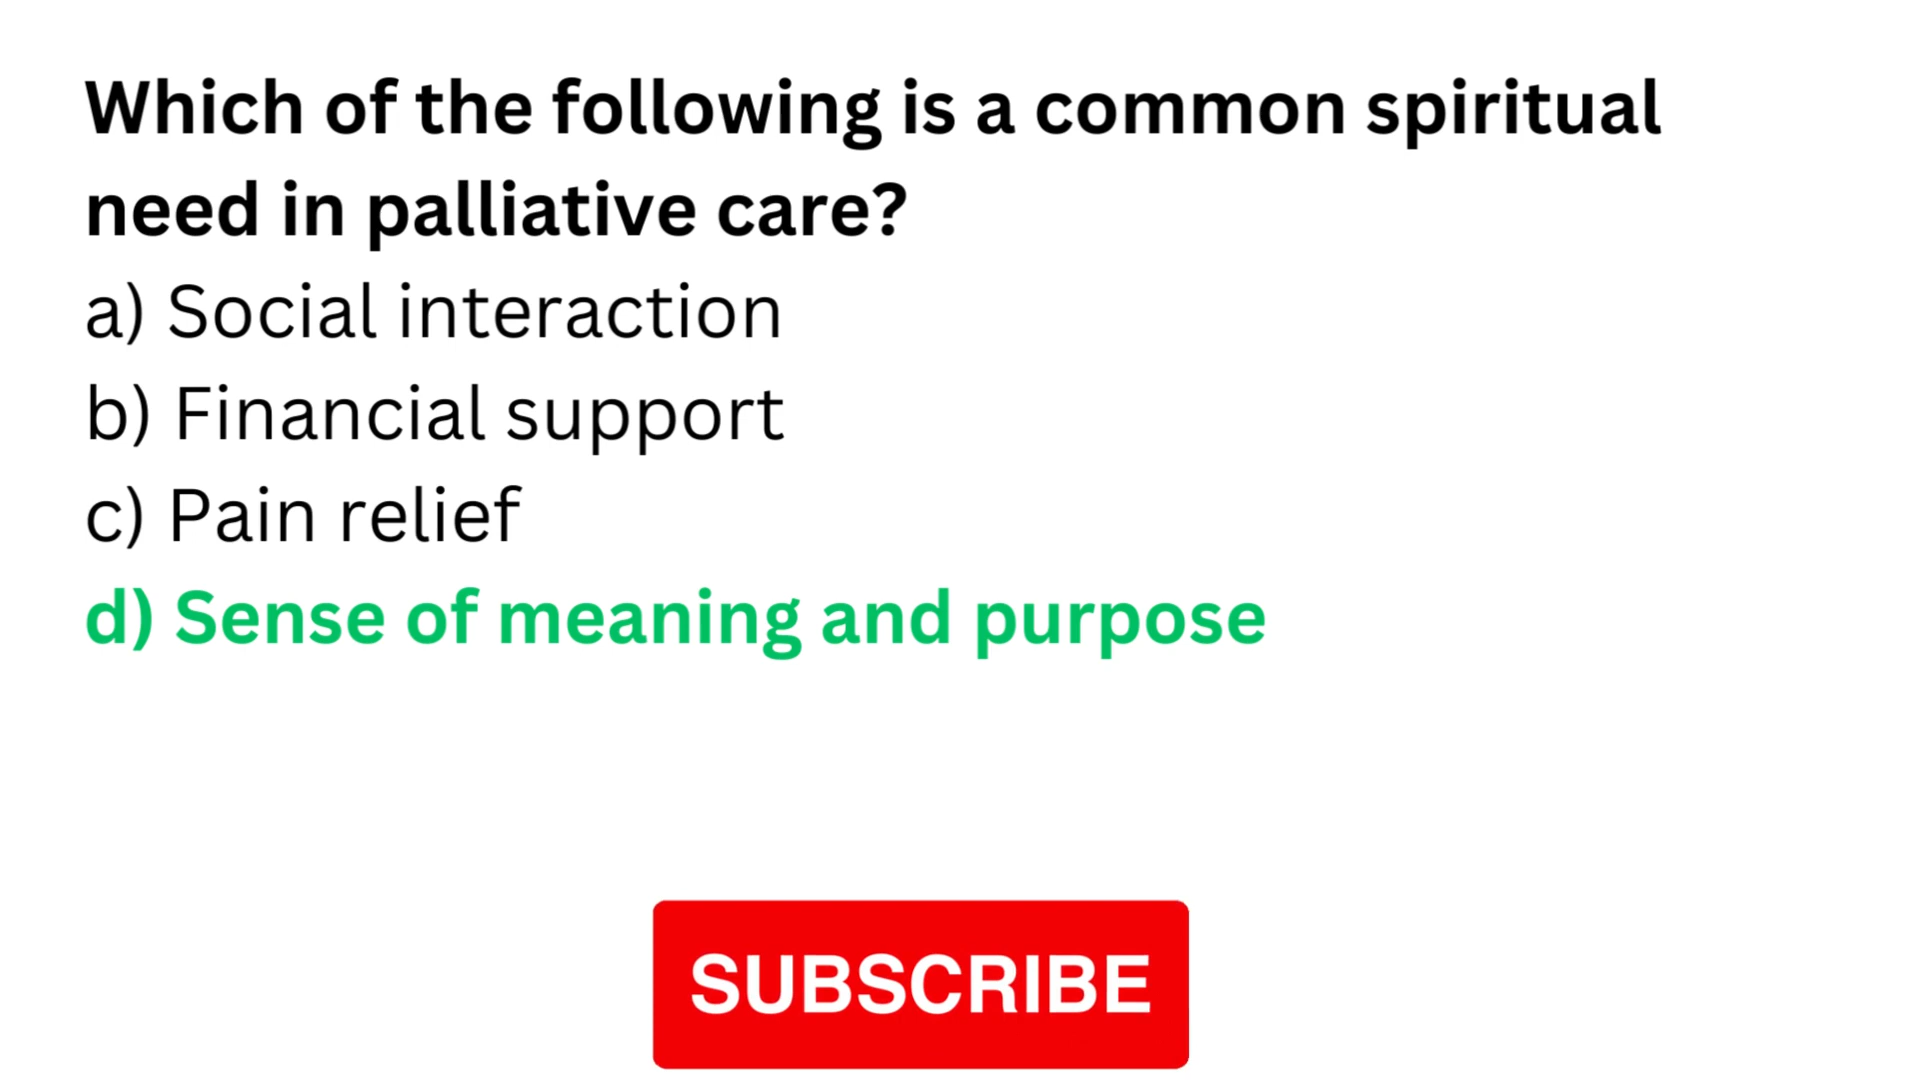 Which of the following is a common spiritual
need in palliative care?
a) Social interaction
b) Financial support
c) Pain relief
d) Sense of meaning and purpose
SUBSCRIBE